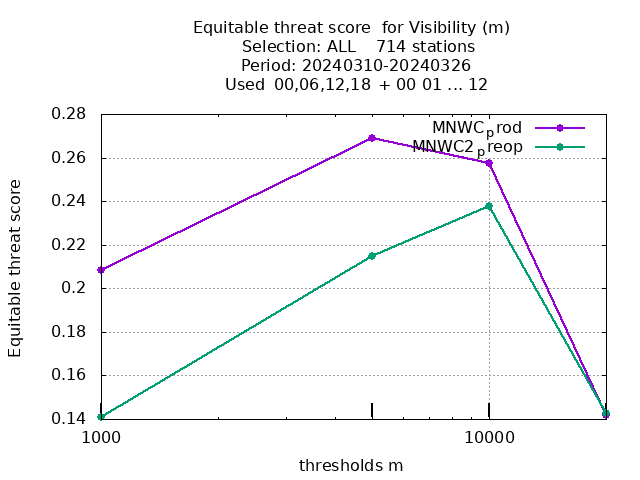 Equitable threat score for Visibility (m)
Selection: ALL 714 stations
Period: 20240310-20240326
Used 00,06,12,18 + 00 01 ... 12
MNWCprod
MNWC2preop
0.28
0.26
0.24
0.22
0.2
0.18
0.16
0.14
Equitable threat score
1000
10000
thresholds m